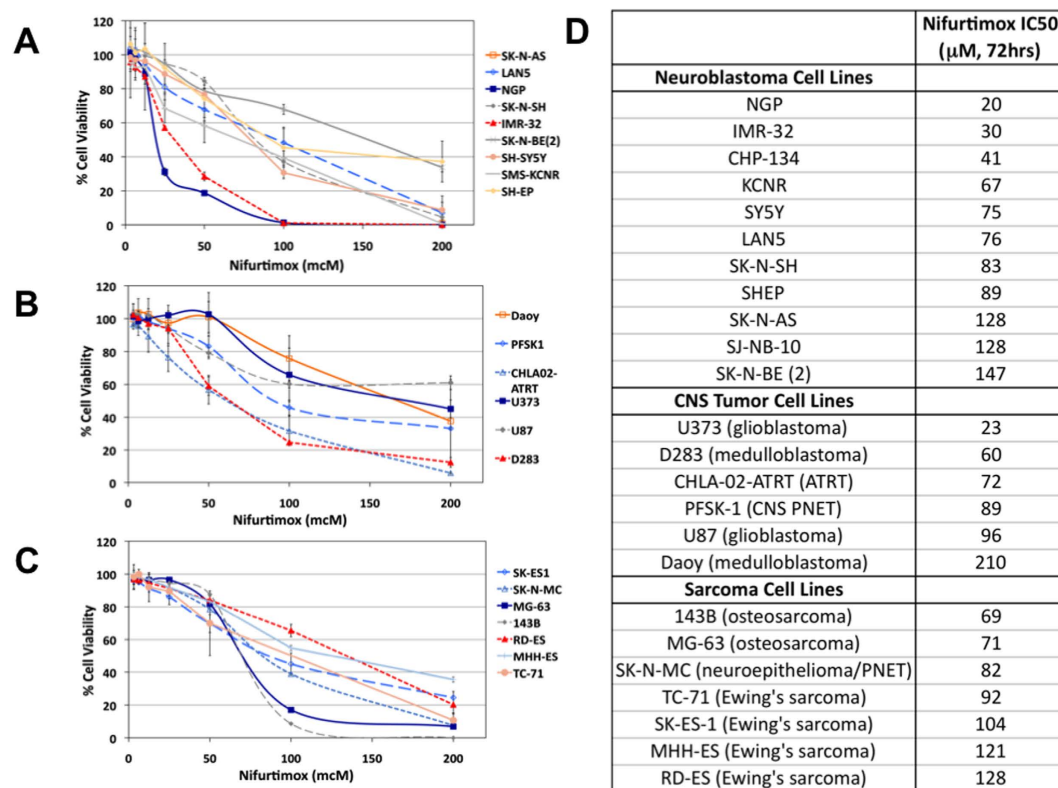 A
120
100
80
60
40
20
0
% Cell Viability
0 50 100 150 200
Nifurtimox (mcM)
SK-N-AS
LAN5
NGP
SK-N-SH
IMR-32
SK-N-BE(2)
SH-SY5Y
SMS-KCNR
SH-EP
B
120
100
80
60
40
20
0
% Cell Viability
0 50 100 150 200
Nifurtimox (mcM)
Daoy
PFSK1
CHLA02-
ATRT
U373
U87
D283
C
120
100
80
60
40
20
0
% Cell Viability
0 50 100 150 200
Nifurtimox (mcM)
SK-ES1
SK-N-MC
MG-63
143B
RD-ES
MHH-ES
TC-71
D
Nifurtimox IC50
(μM, 72hrs)
Neuroblastoma Cell Lines
NGP 20
IMR-32 30
CHP-134 41
KCNR 67
SY5Y 75
LAN5 76
SK-N-SH 83
SHEP 89
SK-N-AS 128
SJ-NB-10 128
SK-N-BE (2) 147
CNS Tumor Cell Lines
U373 (glioblastoma) 23
D283 (medulloblastoma) 60
CHLA-02-ATRT (ATRT) 72
PFSK-1 (CNS PNET) 89
U87 (glioblastoma) 96
Daoy (medulloblastoma) 210
Sarcoma Cell Lines
143B (osteosarcoma) 69
MG-63 (osteosarcoma) 71
SK-N-MC (neuroepithelioma/PNET) 82
TC-71 (Ewing's sarcoma) 92
SK-ES-1 (Ewing's sarcoma) 104
MHH-ES (Ewing's sarcoma) 121
RD-ES (Ewing's sarcoma) 128